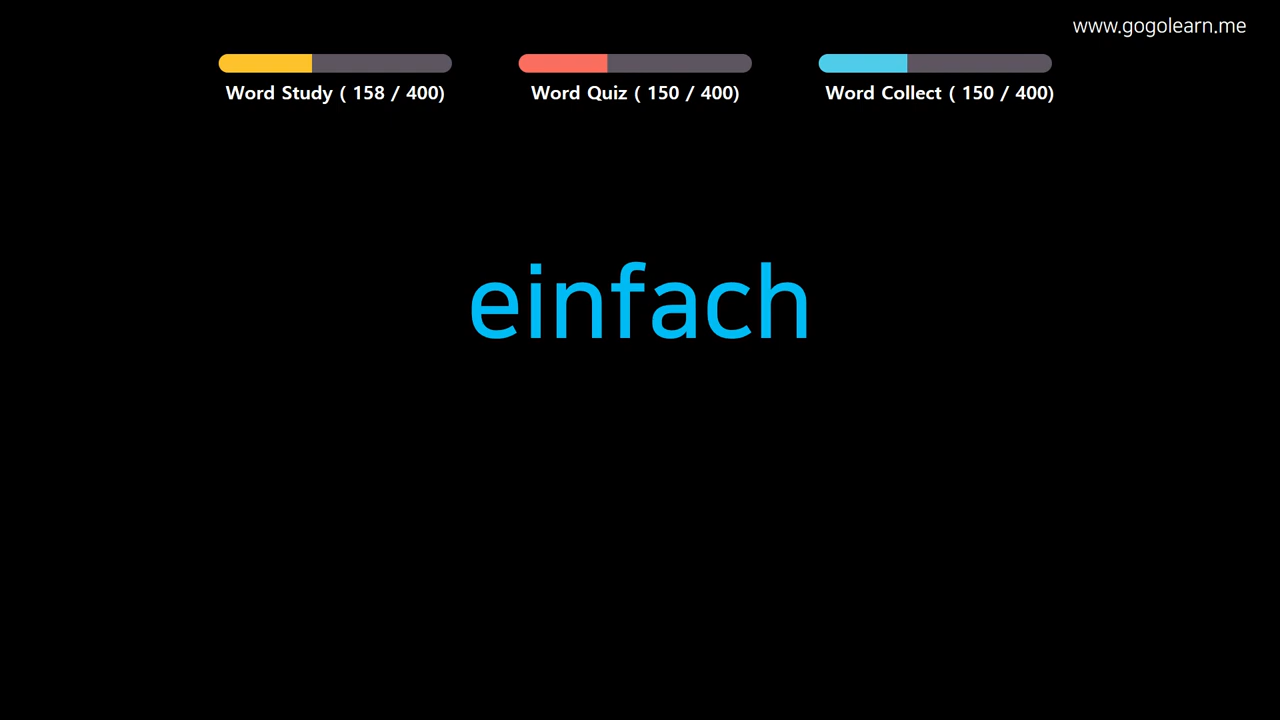 www.gogolearn.me
Word Study ( 158 / 400)
Word Quiz ( 150 / 400)
Word Collect ( 150 / 400)
einfach